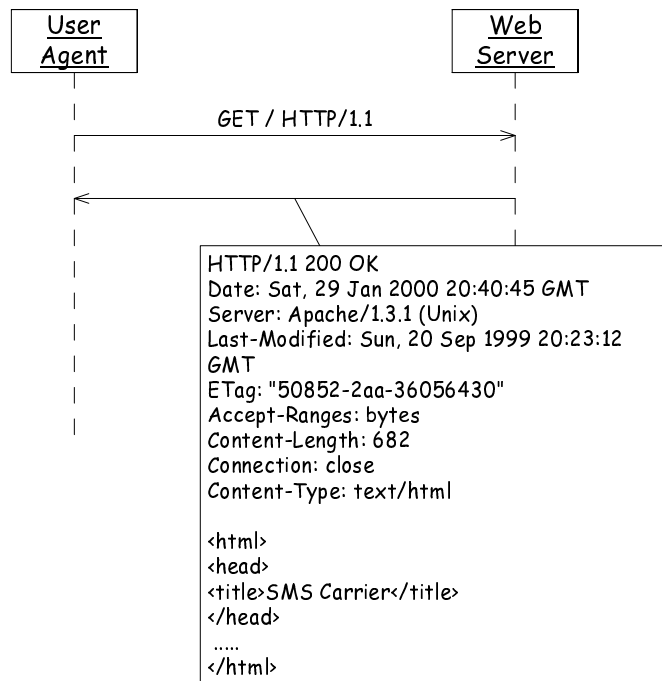 User
Agent
Web
Server
GET / HTTP/1.1
HTTP/1.1 200 OK
Date: Sat, 29 Jan 2000 20:40:45 GMT
Server: Apache/1.3.1 (Unix)
Last-Modified: Sun, 20 Sep 1999 20:23:12
GMT
ETag: "50852-2aa-36056430"
Accept-Ranges: bytes
Content-Length: 682
Connection: close
Content-Type: text/html

<html>
<head>
<title>SMS Carrier</title>
</head>
.....
</html>